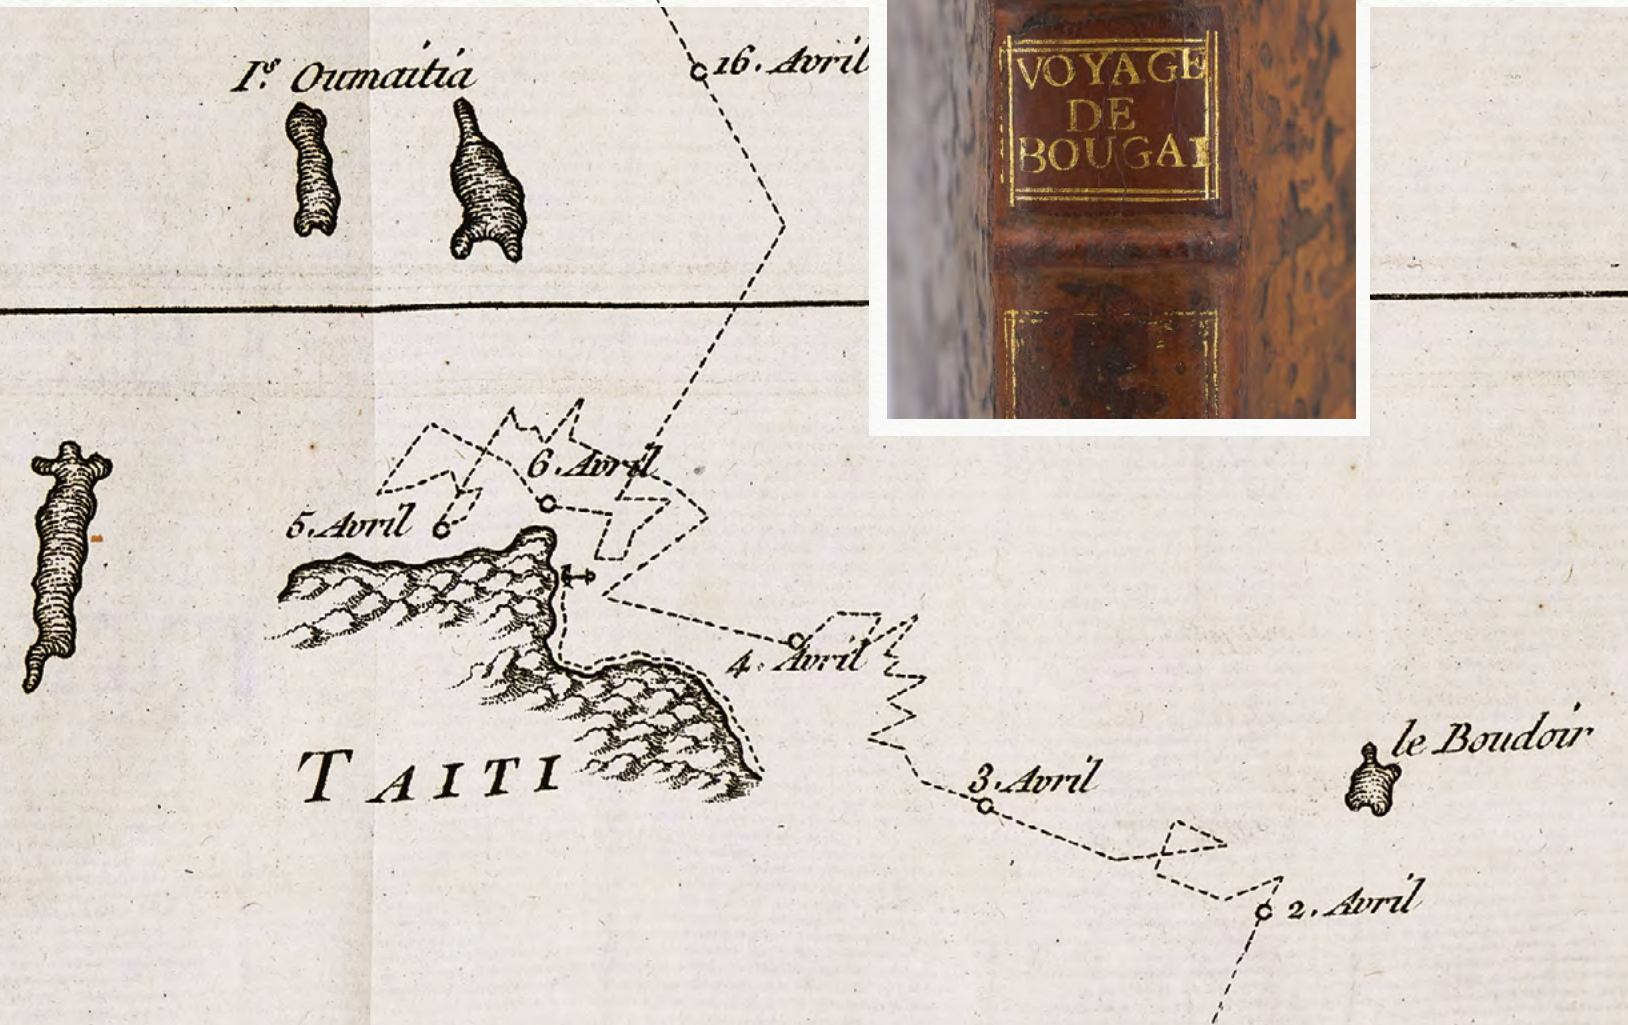 Iˢ. Oumaitia
16. Avril
VOYAGE
DE
BOUGAI
6. Avril
5. Avril
4. Avril
TAITI
le Boudoir
3. Avril
2. Avril